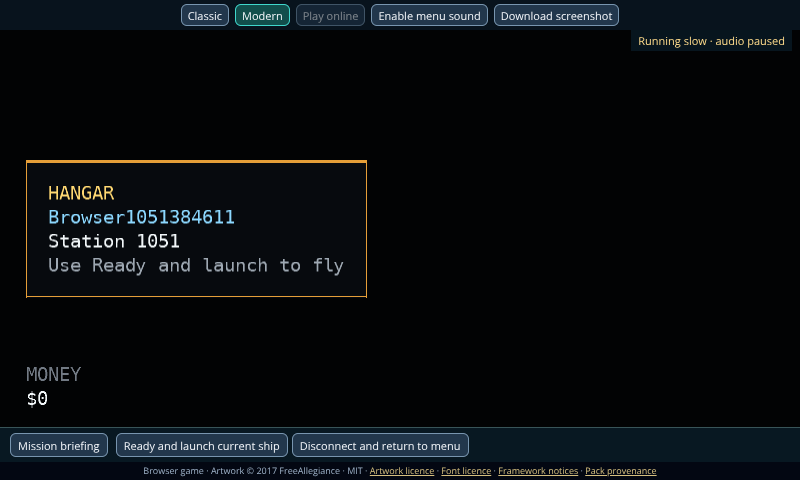 Classic Modern Play online Enable menu sound Download screenshot
Running slow · audio paused
HANGAR
Browser1051384611
Station 1051
Use Ready and launch to fly
MONEY
$0
Mission briefing Ready and launch current ship Disconnect and return to menu
Browser game · Artwork © 2017 FreeAllegiance · MIT · Artwork licence · Font licence · Framework notices · Pack provenance